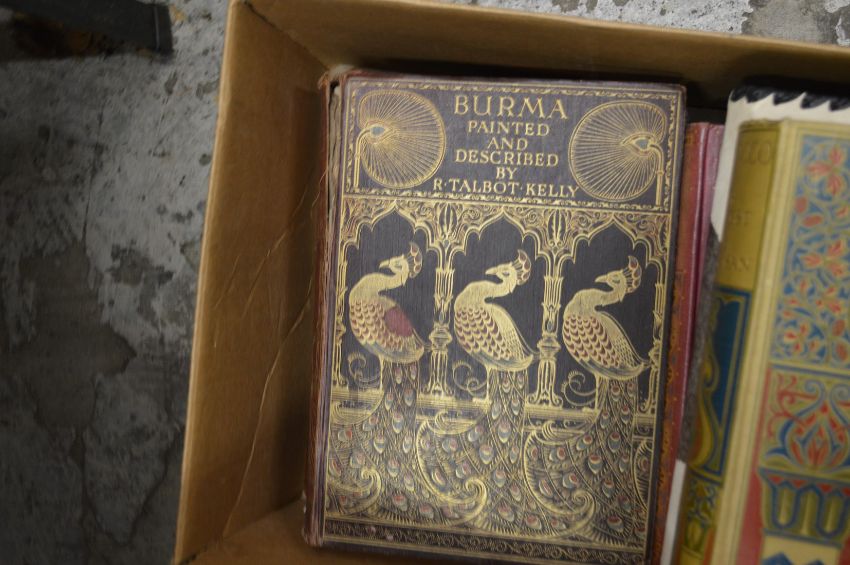 BURMA
PAINTED
AND
DESCRIBED
BY
R·TALBOT·KELLY